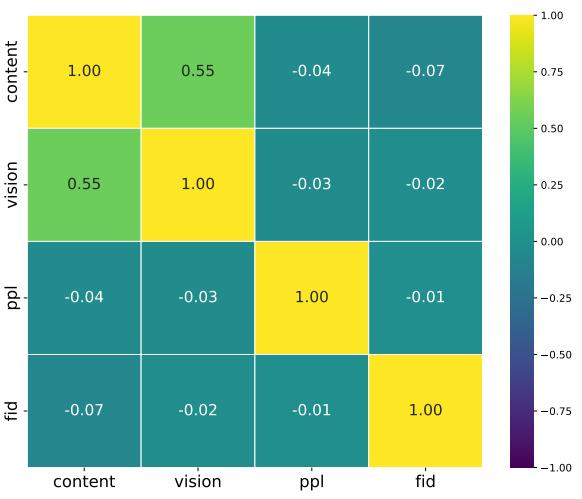 content 1.00 0.55 -0.04 -0.07
vision 0.55 1.00 -0.03 -0.02
ppl -0.04 -0.03 1.00 -0.01
fid -0.07 -0.02 -0.01 1.00
content vision ppl fid
1.00
0.75
0.50
0.25
0.00
−0.25
−0.50
−0.75
−1.00